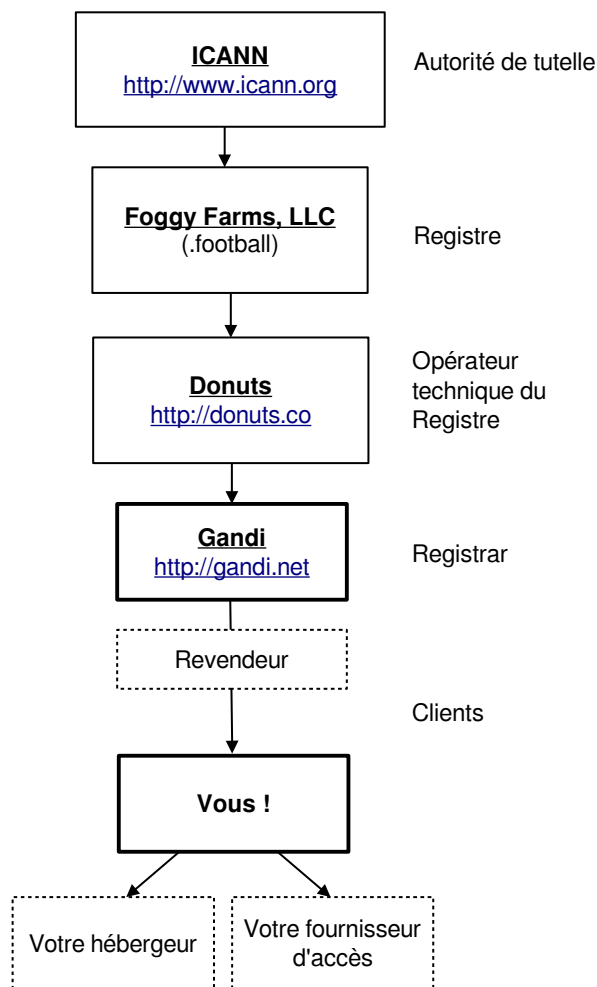 ICANN
http://www.icann.org
Autorité de tutelle
Foggy Farms, LLC
(.football)
Registre
Donuts
http://donuts.co
Opérateur
technique du
Registre
Gandi
http://gandi.net
Registrar
Revendeur
Clients
Vous !
Votre hébergeur
Votre fournisseur
d'accès